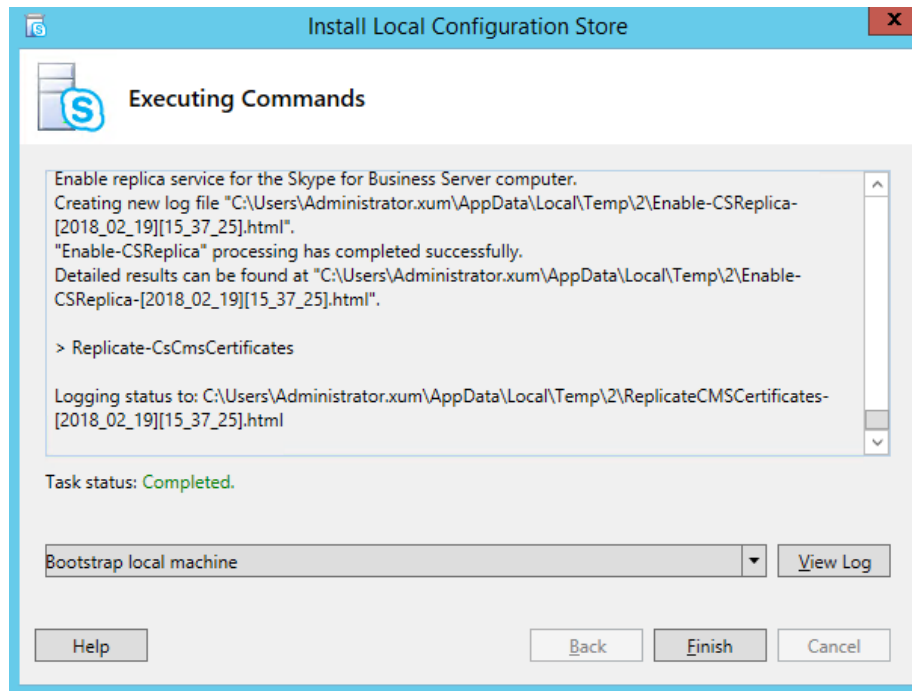 Install Local Configuration Store
x
S
Executing Commands
Enable replica service for the Skype for Business Server computer.
Creating new log file "C:\Users\Administrator.xum\AppData\Local\Temp\2\Enable-CSReplica-
[2018_02_19][15_37_25].html".
"Enable-CSReplica" processing has completed successfully.
Detailed results can be found at "C:\Users\Administrator.xum\AppData\Local\Temp\2\Enable-
CSReplica-[2018_02_19][15_37_25].html".
> Replicate-CsCmsCertificates
Logging status to: C:\Users\Administrator.xum\AppData\Local\Temp\2\ReplicateCMSCertificates-
[2018_02_19][15_37_25].html
Task status: Completed.
Bootstrap local machine
View Log
Help
Back
Finish
Cancel